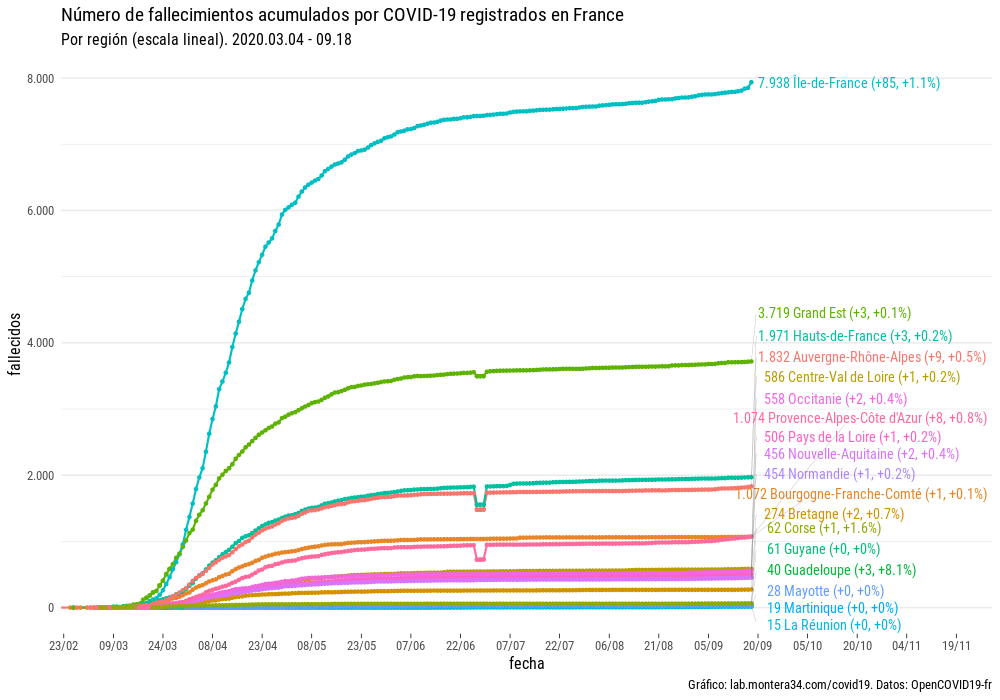 Número de fallecimientos acumulados por COVID-19 registrados en France
Por región (escala lineal). 2020.03.04 - 09.18
fallecidos
8.000
6.000
4.000
2.000
0
7.938 Île-de-France (+85, +1.1%)
3.719 Grand Est (+3, +0.1%)
1.971 Hauts-de-France (+3, +0.2%)
1.832 Auvergne-Rhône-Alpes (+9, +0.5%)
586 Centre-Val de Loire (+1, +0.2%)
558 Occitanie (+2, +0.4%)
1.074 Provence-Alpes-Côte d'Azur (+8, +0.8%)
506 Pays de la Loire (+1, +0.2%)
456 Nouvelle-Aquitaine (+2, +0.4%)
454 Normandie (+1, +0.2%)
1.072 Bourgogne-Franche-Comté (+1, +0.1%)
274 Bretagne (+2, +0.7%)
62 Corse (+1, +1.6%)
61 Guyane (+0, +0%)
40 Guadeloupe (+3, +8.1%)
28 Mayotte (+0, +0%)
19 Martinique (+0, +0%)
15 La Réunion (+0, +0%)
23/02 09/03 24/03 08/04 23/04 08/05 23/05 07/06 22/06 07/07 22/07 06/08 21/08 05/09 20/09 05/10 20/10 04/11 19/11
fecha
Gráfico: lab.montera34.com/covid19. Datos: OpenCOVID19-fr